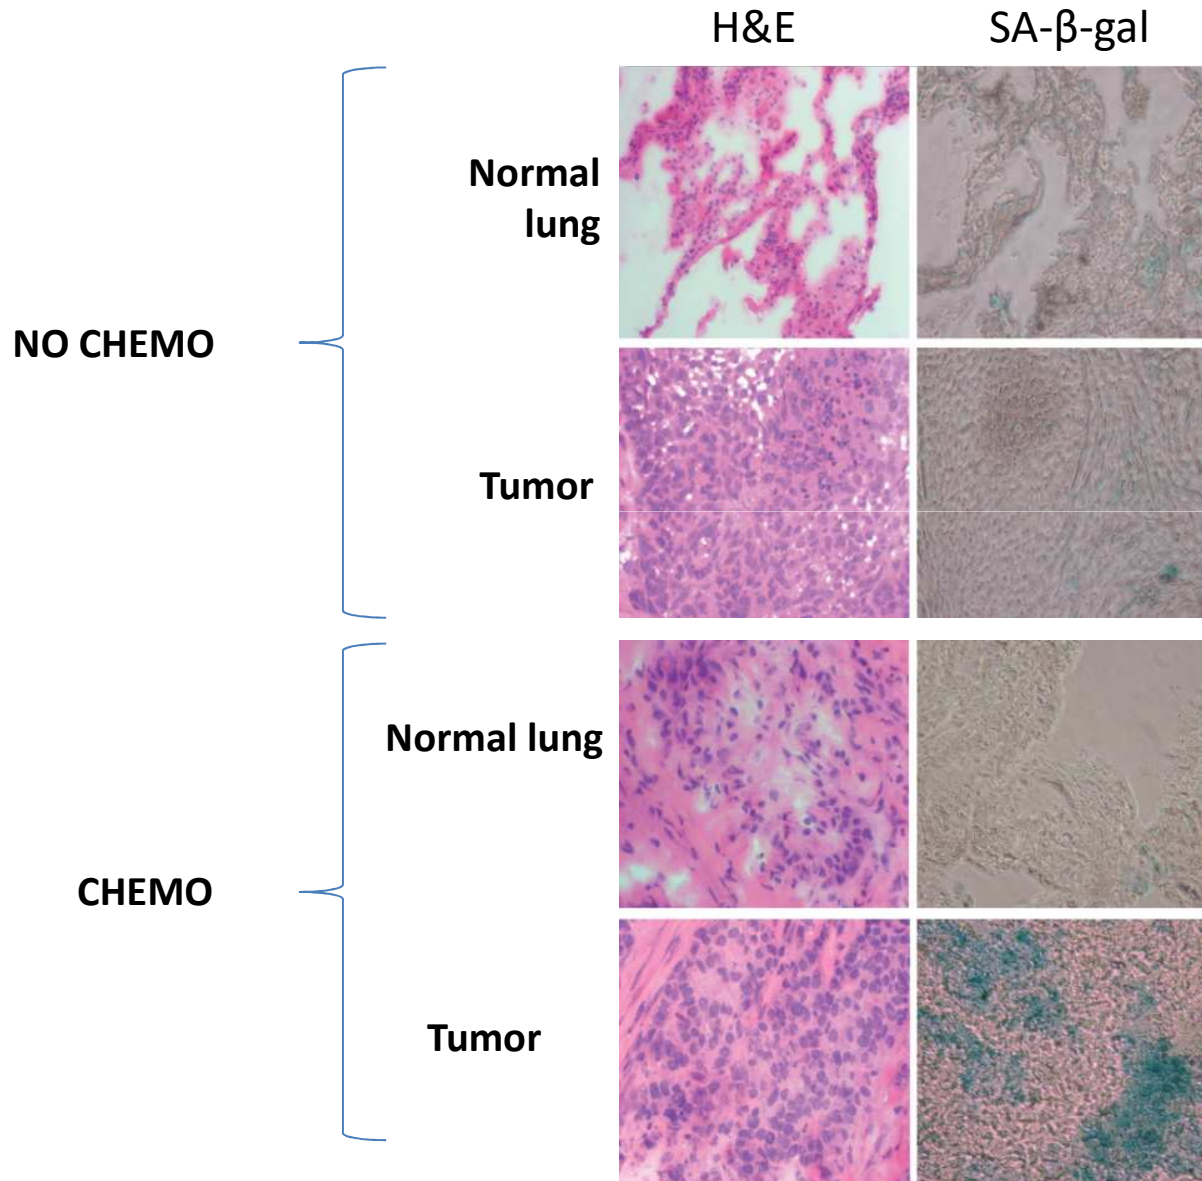 H&E SA-β-gal
Normal
lung
NO CHEMO
Tumor
Normal lung
CHEMO
Tumor